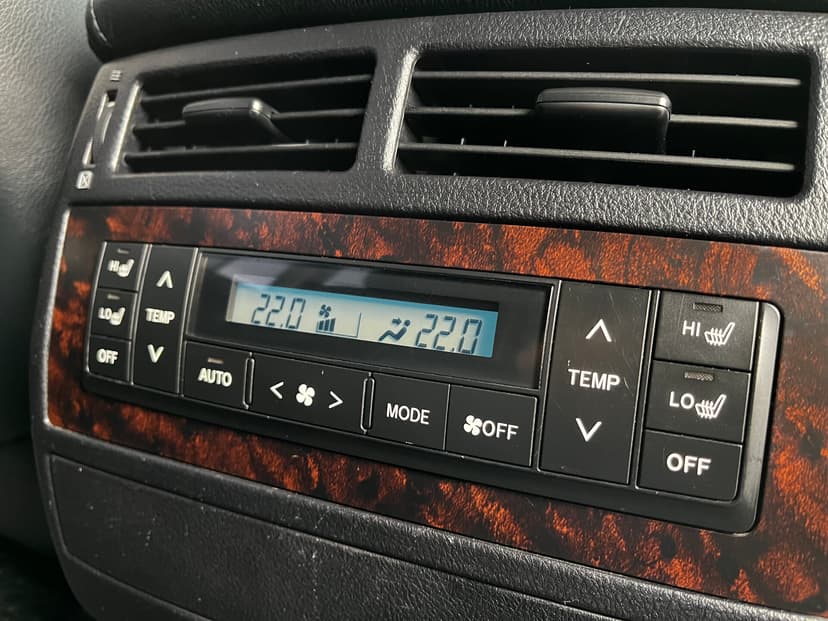 HI
LO
OFF
TEMP
22.0 22.0
AUTO
MODE
OFF
TEMP
HI
LO
OFF